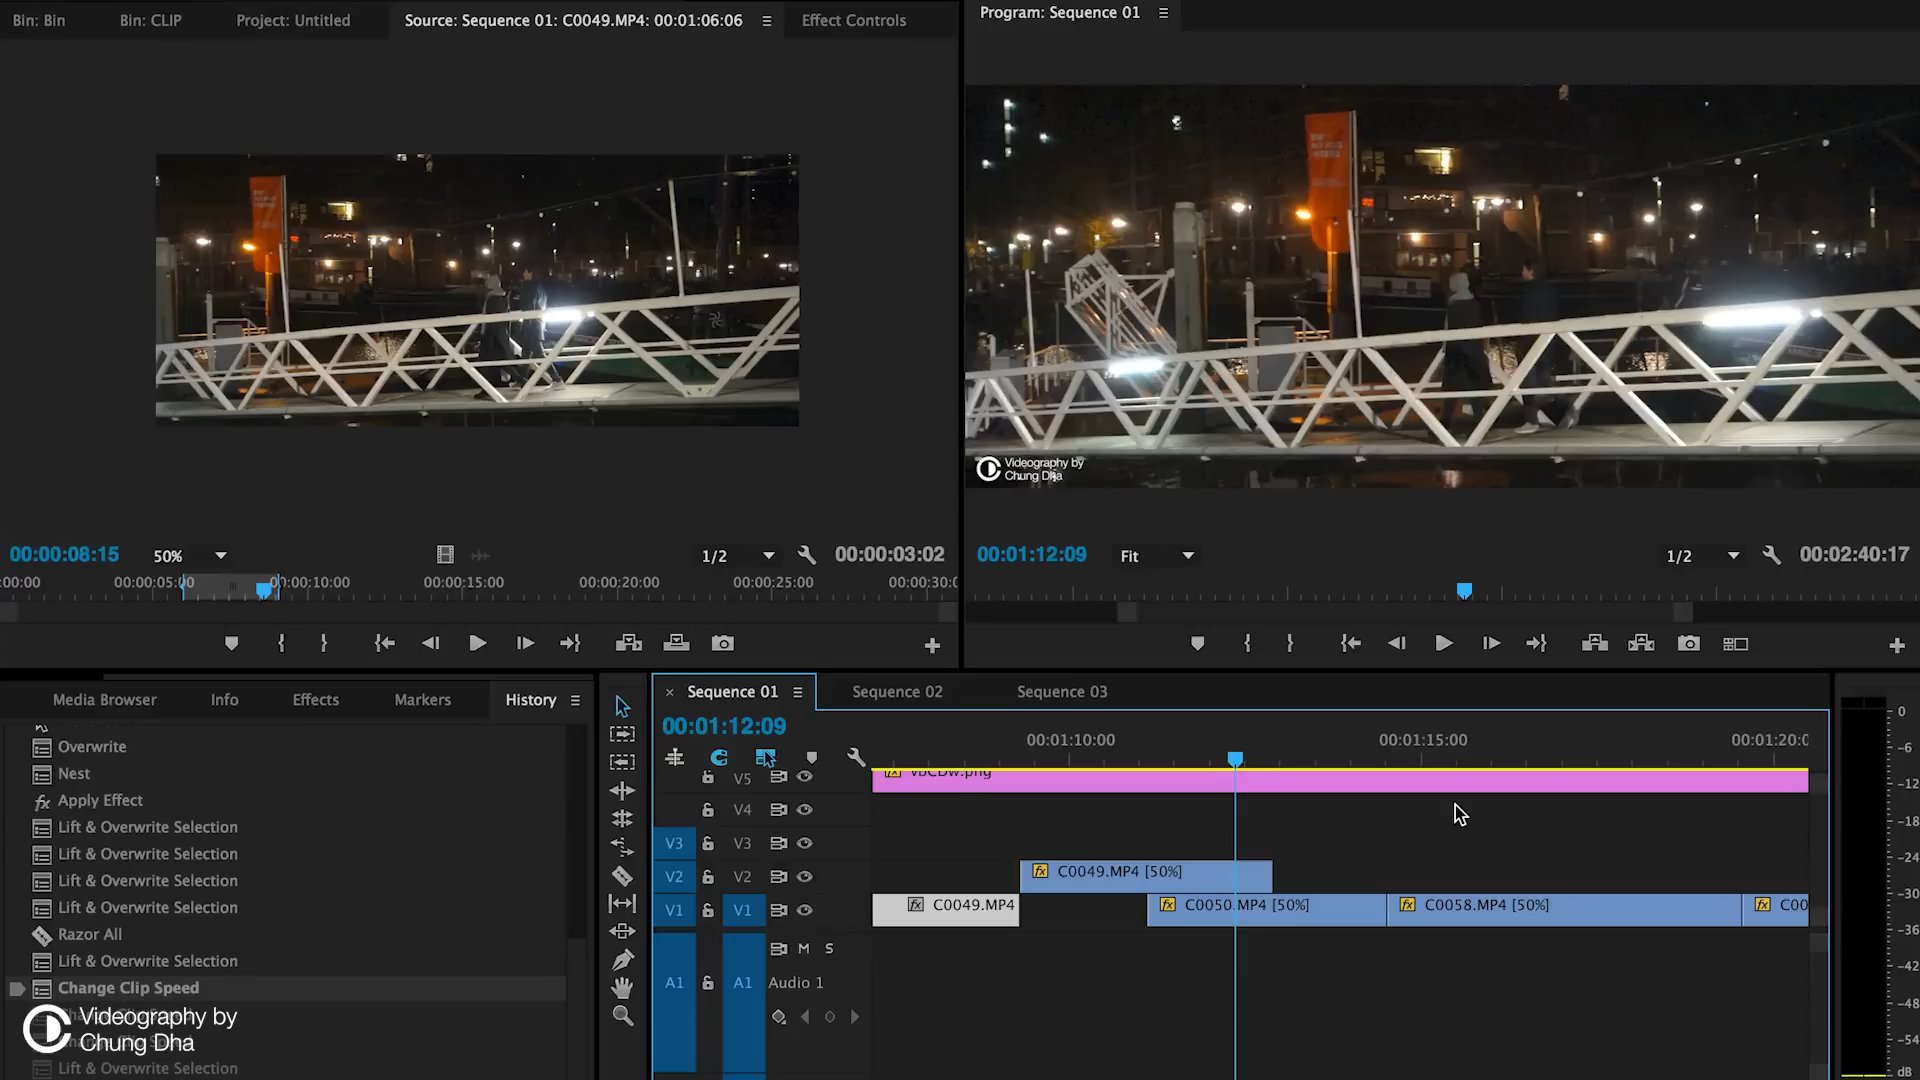 Bin: Bin
Bin: CLIP
Project: Untitled
Source: Sequence 01: C0049.MP4: 00:01:06:06
Effect Controls
Program: Sequence 01
Videography by
Chung Dha
00:00:08:15
50%
1/2
00:00:03:02
00:01:12:09
Fit
1/2
00:02:40:17
:00:00
00:00:05:00
00:00:10:00
00:00:15:00
00:00:20:00
00:00:25:00
00:00:30:0
Media Browser
Info
Effects
Markers
History
Overwrite
Nest
Apply Effect
Lift & Overwrite Selection
Lift & Overwrite Selection
Lift & Overwrite Selection
Lift & Overwrite Selection
Razor All
Lift & Overwrite Selection
Change Clip Speed
Lift & Overwrite Selection
Videography by
Chung Dha
Sequence 01
Sequence 02
Sequence 03
00:01:12:09
00:01:10:00
00:01:15:00
00:01:20:0
V5
VbCDw.png
V4
V3
V3
V2
V2
C0049.MP4 [50%]
V1
V1
C0049.MP4
C0050.MP4 [50%]
C0058.MP4 [50%]
C00
M S
A1
A1
Audio 1
0
-6
-12
-18
-24
-30
-36
-42
-48
-54
dB